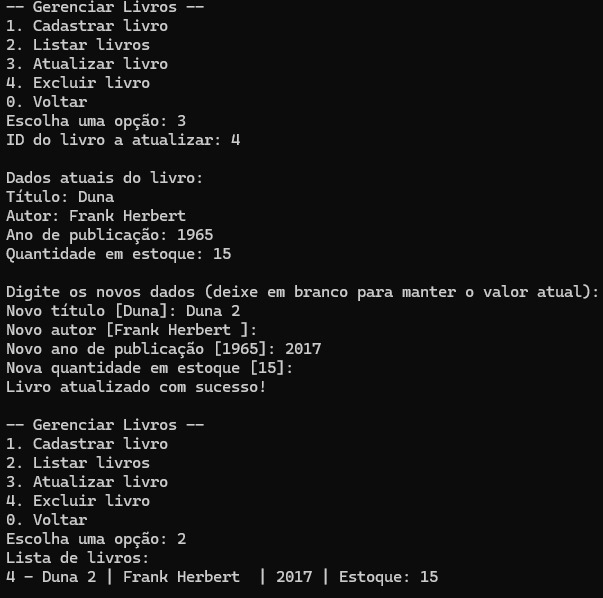 -- Gerenciar Livros --
1. Cadastrar livro
2. Listar livros
3. Atualizar livro
4. Excluir livro
0. Voltar
Escolha uma opção: 3
ID do livro a atualizar: 4

Dados atuais do livro:
Título: Duna
Autor: Frank Herbert
Ano de publicação: 1965
Quantidade em estoque: 15

Digite os novos dados (deixe em branco para manter o valor atual):
Novo título [Duna]: Duna 2
Novo autor [Frank Herbert ]:
Novo ano de publicação [1965]: 2017
Nova quantidade em estoque [15]:
Livro atualizado com sucesso!

-- Gerenciar Livros --
1. Cadastrar livro
2. Listar livros
3. Atualizar livro
4. Excluir livro
0. Voltar
Escolha uma opção: 2
Lista de livros:
4 - Duna 2 | Frank Herbert  | 2017 | Estoque: 15